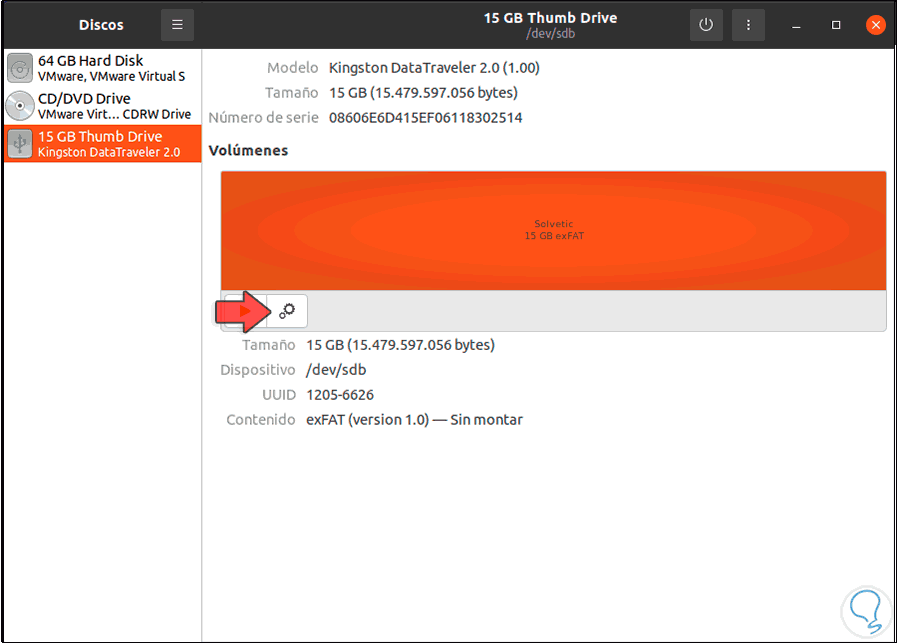 Discos
15 GB Thumb Drive
/dev/sdb
64 GB Hard Disk
VMware, VMware Virtual S
CD/DVD Drive
VMware Virt... CDRW Drive
15 GB Thumb Drive
Kingston DataTraveler 2.0
Modelo Kingston DataTraveler 2.0 (1.00)
Tamaño 15 GB (15.479.597.056 bytes)
Número de serie 08606E6D415EF06118302514
Volúmenes
Solvetic
15 GB exFAT
Tamaño 15 GB (15.479.597.056 bytes)
Dispositivo /dev/sdb
UUID 1205-6626
Contenido exFAT (version 1.0) — Sin montar